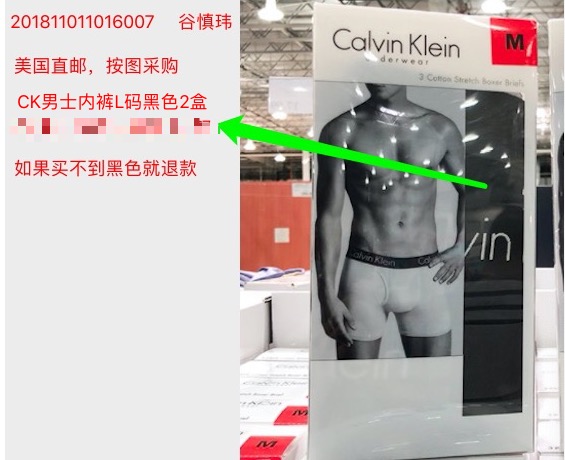 201811011016007 谷慎玮
美国直邮，按图采购
CK男士内裤L码黑色2盒
如果买不到黑色就退款
Calvin Klein
derwear
M
3 Cotton Stretch Boxer Briefs
Calvin Klein
vin
M
M